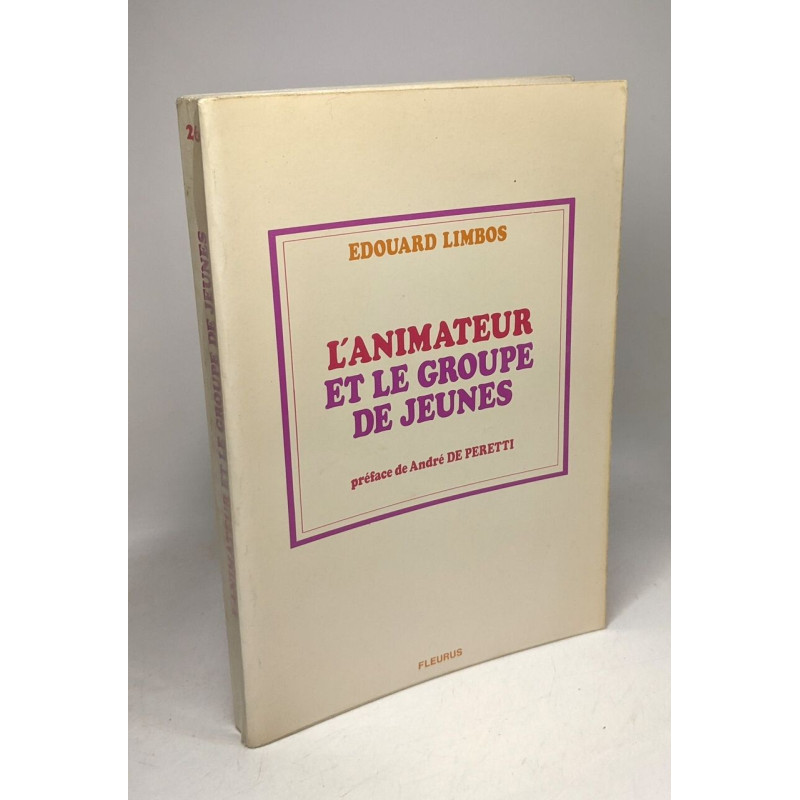 EDOUARD LIMBOS
L'ANIMATEUR
ET LE GROUPE
DE JEUNES
préface de André DE PERETTI
FLEURUS
L'ANIMATEUR ET LE GROUPE DE JEUNES